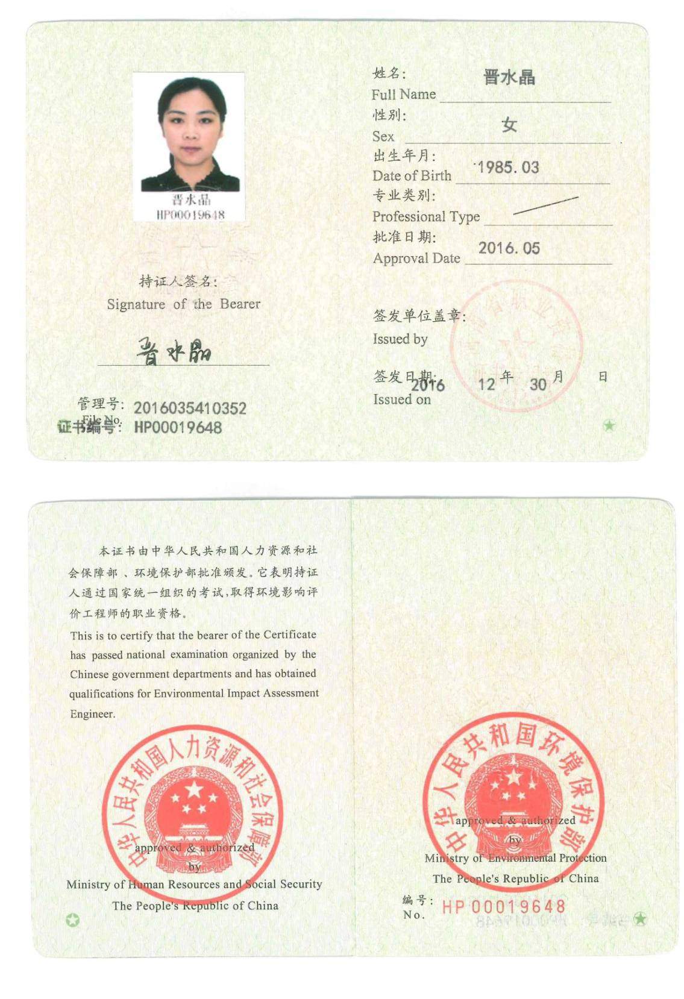 晋水晶
HP00019648
持证人签名:
Signature of the Bearer
晋水晶
管理号: 2016035410352
File No.
证书编号: HP00019648
姓名: 晋水晶
Full Name
性别: 女
Sex
出生年月: 1985.03
Date of Birth
专业类别:
Professional Type
批准日期: 2016.05
Approval Date
签发单位盖章:
Issued by
签发日期: 2016 12 年 30 月 日
Issued on
本证书由中华人民共和国人力资源和社
会保障部、环境保护部批准颁发。它表明持证
人通过国家统一组织的考试,取得环境影响评
价工程师的职业资格。
This is to certify that the bearer of the Certificate
has passed national examination organized by the
Chinese government departments and has obtained
qualifications for Environmental Impact Assessment
Engineer.
中华人民共和国人力资源和社会保障部
approved & authorized
by
Ministry of Human Resources and Social Security
The People's Republic of China
中华人民共和国环境保护部
approved & authorized
by
Ministry of Environmental Protection
The People's Republic of China
编号: HP 00019648
No.